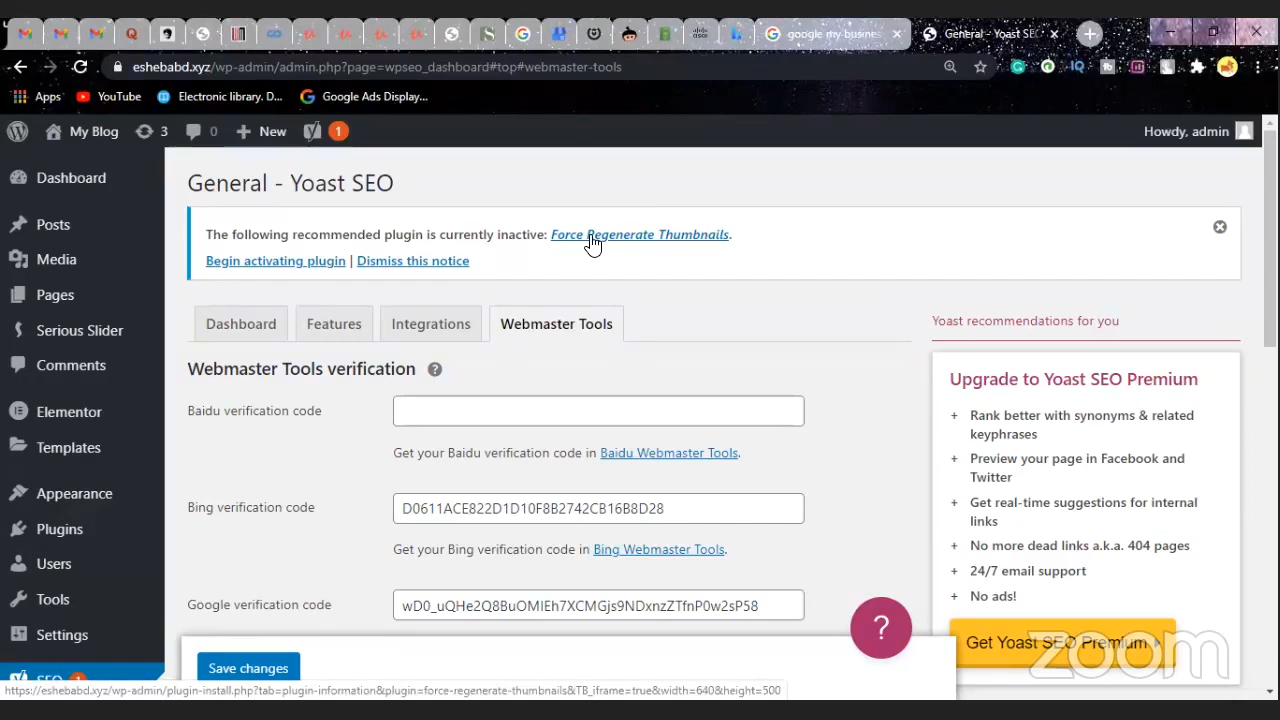 google my busines
General - Yoast SEO
eshebabd.xyz/wp-admin/admin.php?page=wpseo_dashboard#top#webmaster-tools
Apps
YouTube
Electronic library. D...
Google Ads Display...
My Blog
3
0
New
1
Howdy, admin
Dashboard
Posts
Media
Pages
Serious Slider
Comments
Elementor
Templates
Appearance
Plugins
Users
Tools
Settings
SEO 1
General - Yoast SEO
The following recommended plugin is currently inactive: Force Regenerate Thumbnails.
Begin activating plugin | Dismiss this notice
Dashboard
Features
Integrations
Webmaster Tools
Webmaster Tools verification ?
Baidu verification code
Get your Baidu verification code in Baidu Webmaster Tools.
Bing verification code
D0611ACE822D1D10F8B2742CB16B8D28
Get your Bing verification code in Bing Webmaster Tools.
Google verification code
wD0_uQHe2Q8BuOMIEh7XCMGjs9NDxnzZTfnP0w2sP58
Save changes
?
Yoast recommendations for you
Upgrade to Yoast SEO Premium
+ Rank better with synonyms & related
keyphrases
+ Preview your page in Facebook and
Twitter
+ Get real-time suggestions for internal
links
+ No more dead links a.k.a. 404 pages
+ 24/7 email support
+ No ads!
Get Yoast SEO Premium
zoom
https://eshebabd.xyz/wp-admin/plugin-install.php?tab=plugin-information&plugin=force-regenerate-thumbnails&TB_iframe=true&width=640&height=500